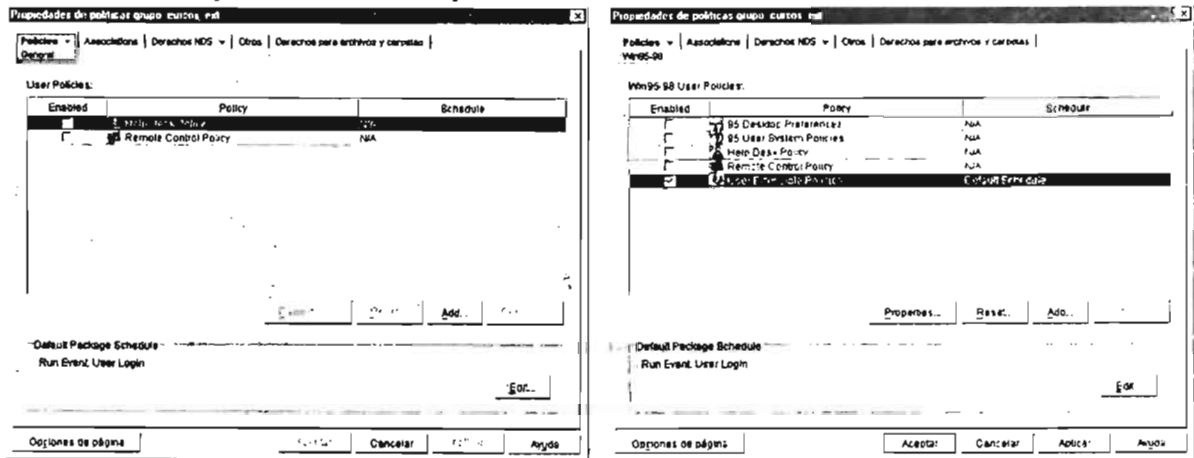 Propiedades de políticas grupo_cursos_ext
Policies Associations Derechos NDS Otros Derechos para archivos y carpetas
General
User Policies:
Enabled Policy Schedule
N/A
Remote Control Policy N/A
Add...
Default Package Schedule
Run Event: User Login
Edit...
Opciones de página Cancelar Ayuda
Propiedades de políticas grupo_cursos_ext
Policies Associations Derechos NDS Otros Derechos para archivos y carpetas
Win95-98
Win95-98 User Policies:
Enabled Policy Schedule
95 Desktop Preferences N/A
95 User System Policies N/A
Help Desk Policy N/A
Remote Control Policy N/A
User Extensible Policies Default Schedule
Properties... Reset... Add...
Default Package Schedule
Run Event: User Login
Edit
Opciones de página Aceptar Cancelar Aplicar Ayuda